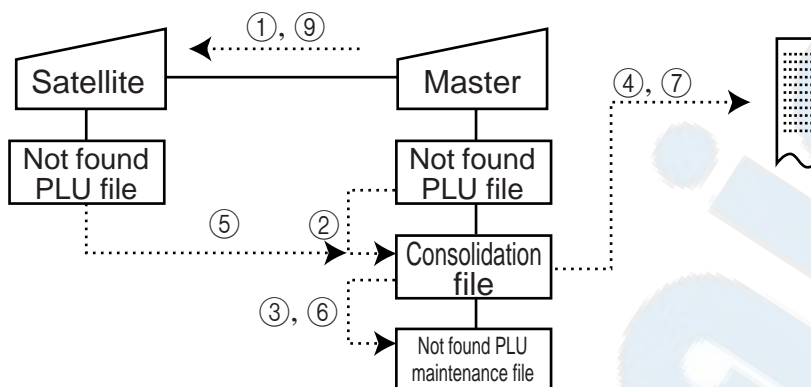 ①, ⑨
Satellite
Master
④, ⑦
Not found
PLU file
Not found
PLU file
⑤
②
Consolidation
file
③, ⑥
Not found PLU
maintenance file